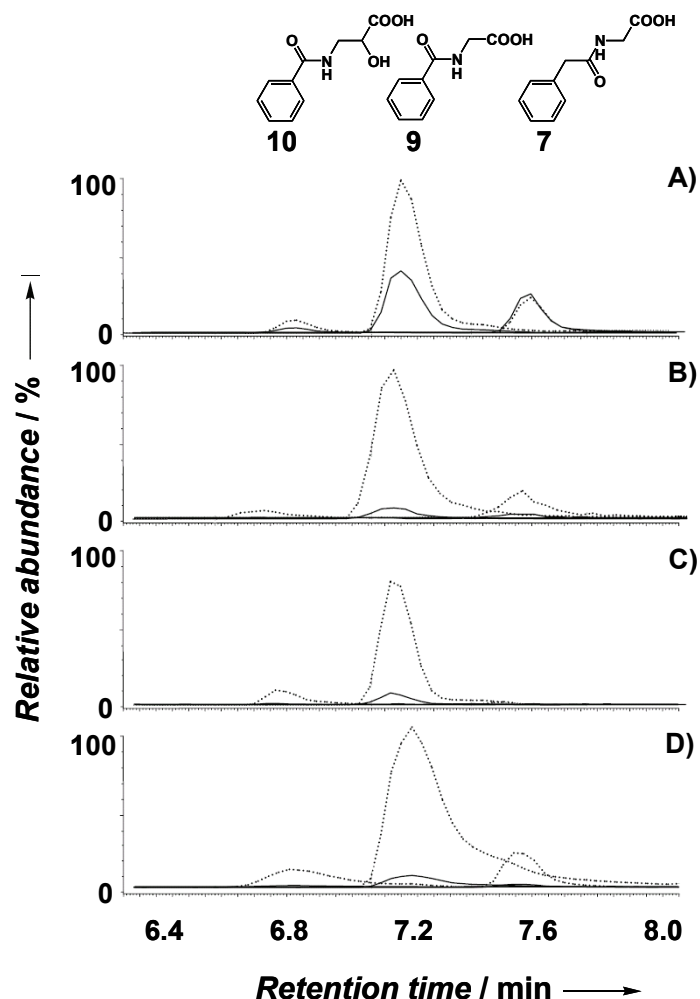 COOH
O
N
H
OH
10
O
N
H
COOH
9
COOH
N
H
O
7
A)
100
0
B)
100
0
C)
100
0
D)
100
0
Relative abundance / %
6.4 6.8 7.2 7.6 8.0
Retention time / min